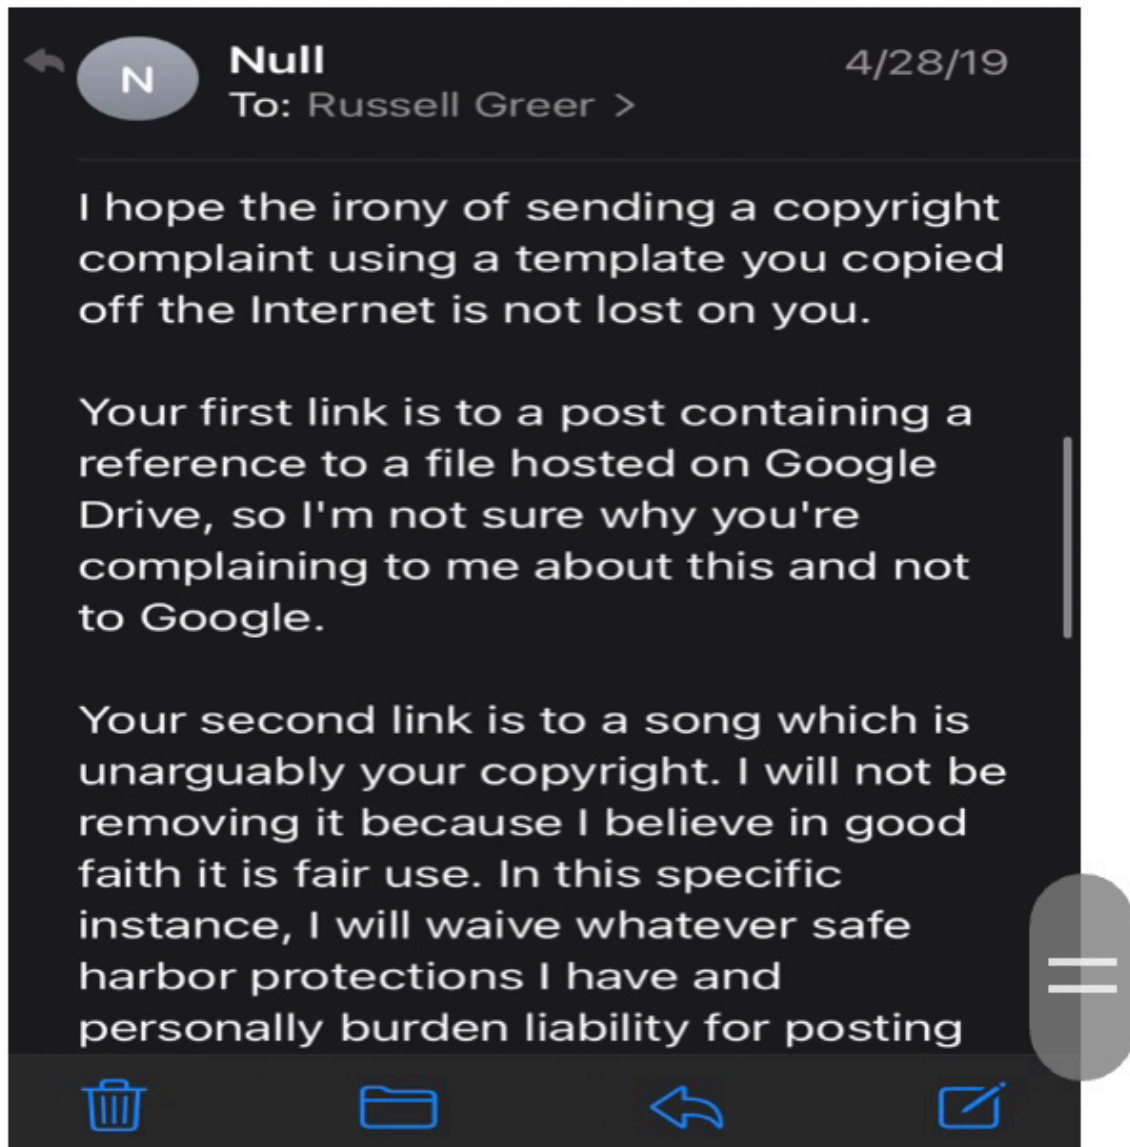 N
Null
4/28/19
To: Russell Greer >
I hope the irony of sending a copyright
complaint using a template you copied
off the Internet is not lost on you.
Your first link is to a post containing a
reference to a file hosted on Google
Drive, so I'm not sure why you're
complaining to me about this and not
to Google.
Your second link is to a song which is
unarguably your copyright. I will not be
removing it because I believe in good
faith it is fair use. In this specific
instance, I will waive whatever safe
harbor protections I have and
personally burden liability for posting